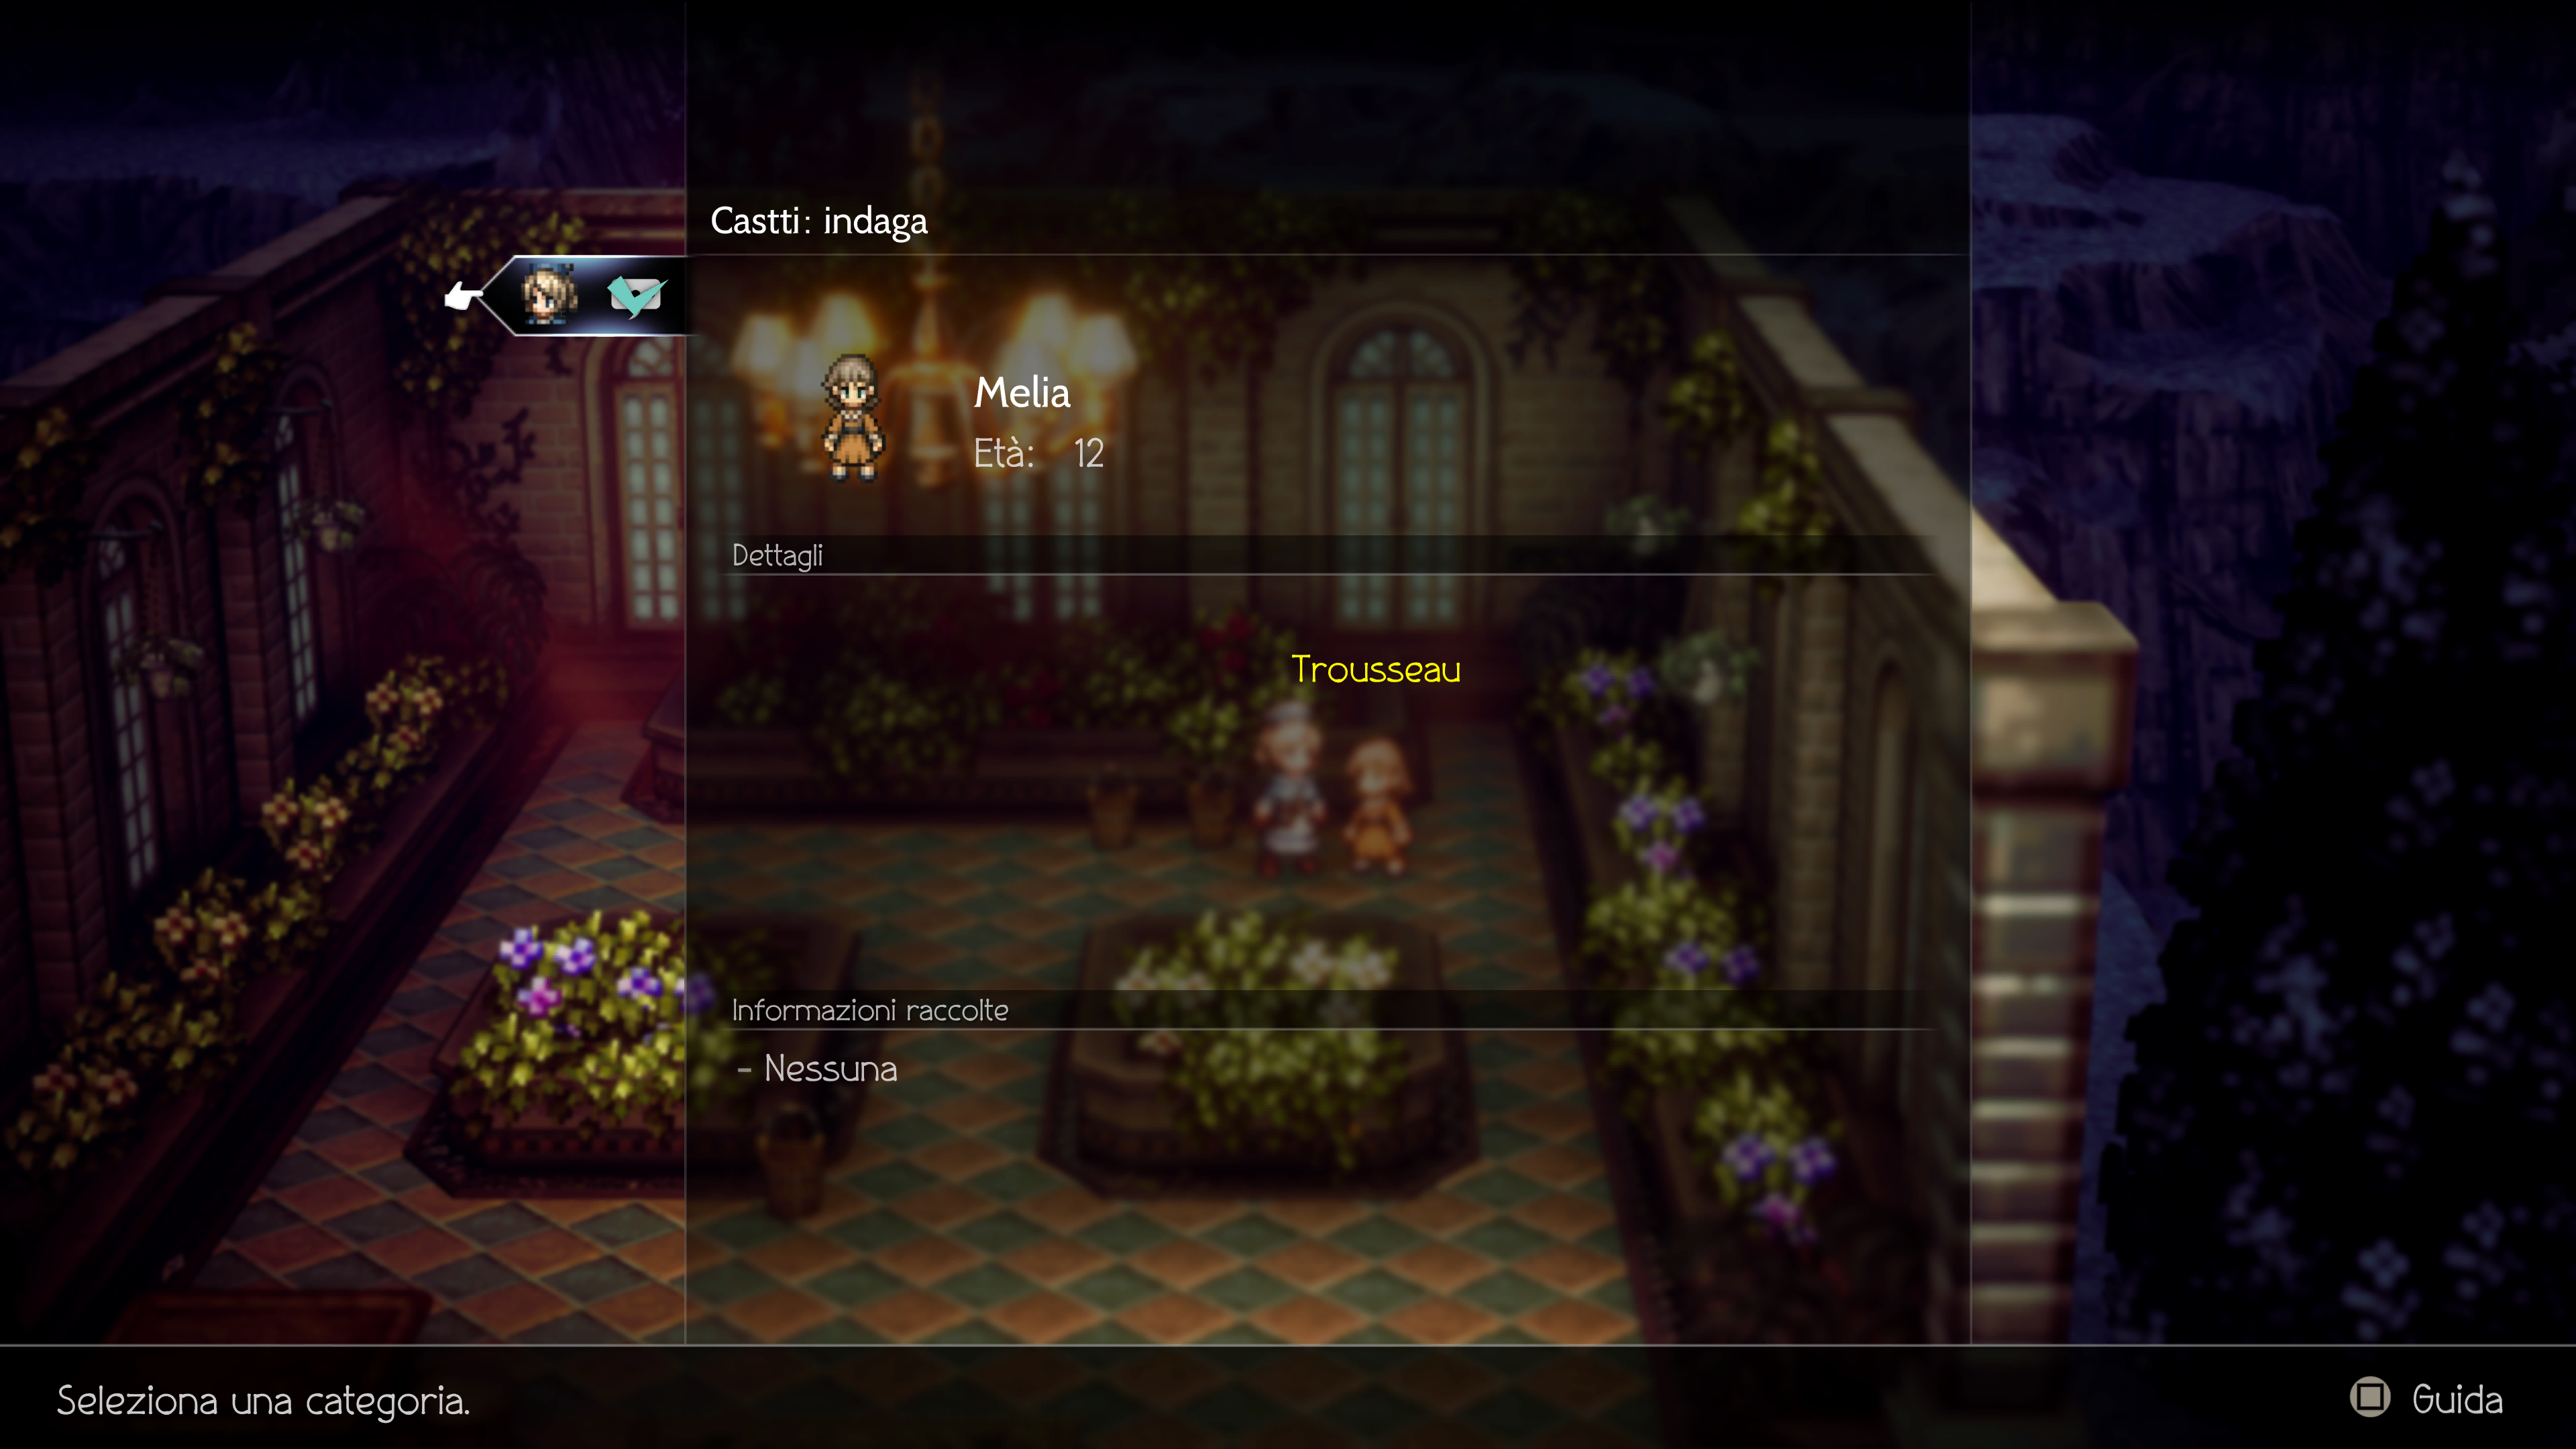 Castti: indaga
Melia
Età: 12
Dettagli
Trousseau
Informazioni raccolte
- Nessuna
Seleziona una categoria.
Guida